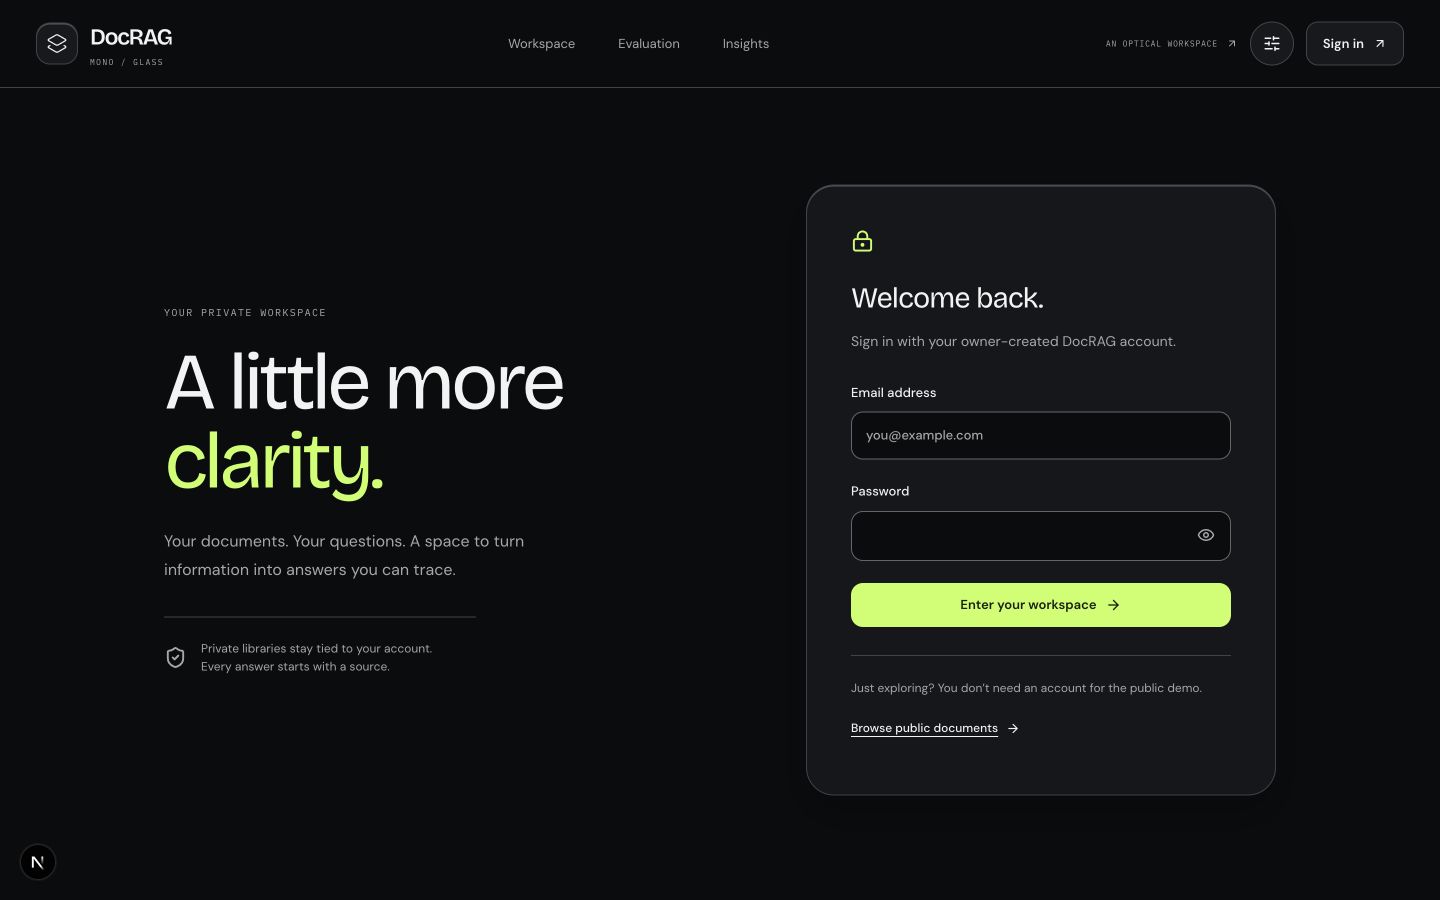 DocRAG
MONO / GLASS
Workspace
Evaluation
Insights
AN OPTICAL WORKSPACE
Sign in
YOUR PRIVATE WORKSPACE
A little more
clarity.
Your documents. Your questions. A space to turn
information into answers you can trace.
Private libraries stay tied to your account.
Every answer starts with a source.
Welcome back.
Sign in with your owner-created DocRAG account.
Email address
you@example.com
Password
Enter your workspace
Just exploring? You don't need an account for the public demo.
Browse public documents
N